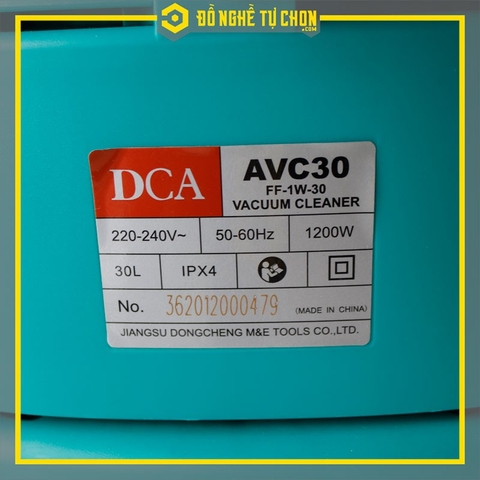 ĐỒ NGHỀ TỰ CHỌN
.COM
DCA
AVC30
FF-1W-30
VACUUM CLEANER
220-240V~ 50-60Hz 1200W
30L IPX4
No. 362012000479 (MADE IN CHINA)
JIANGSU DONGCHENG M&E TOOLS CO.,LTD.